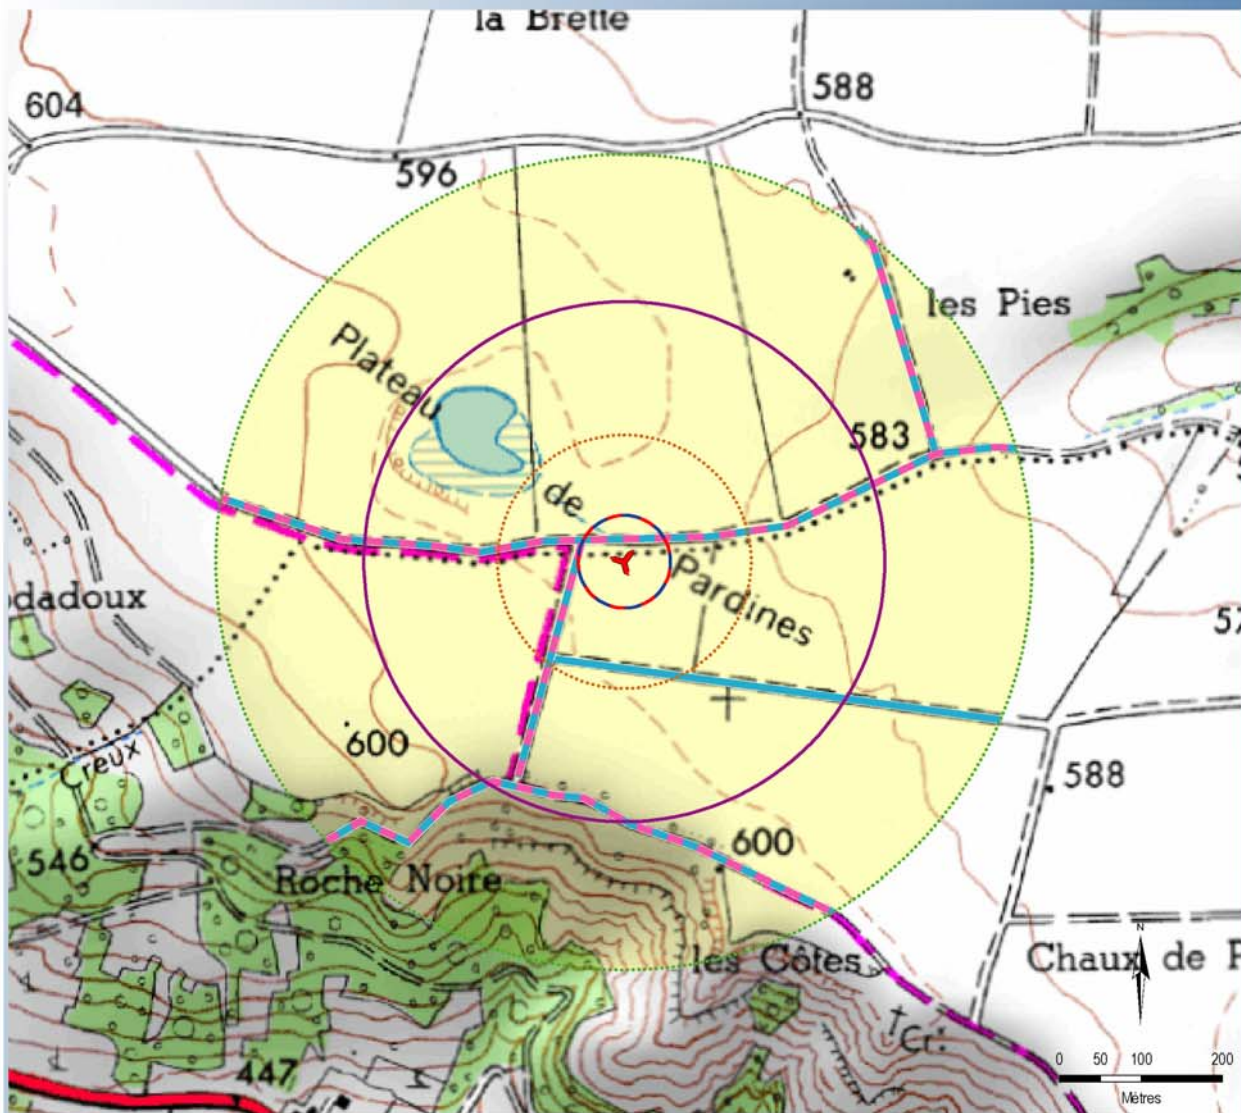 la Brette
588
604
596
les Pies
Plateau
583
de
Pardines
dadoux
57
600
Creux
588
600
546
Roche Noire
N
les Côtes
Chaux de P
† Cr.
447
0 50 100 200
Mètres